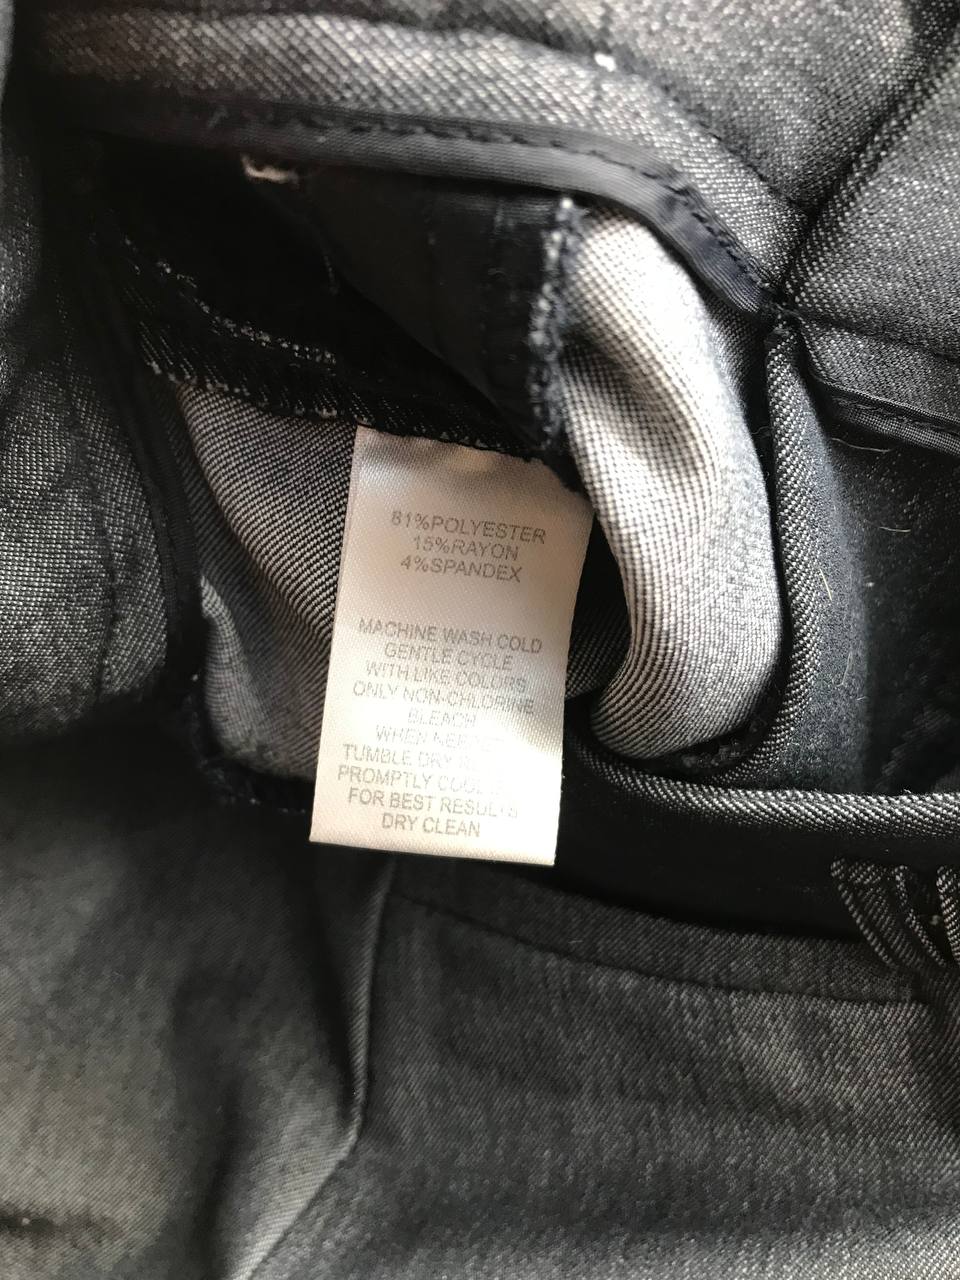 81%POLYESTER
15%RAYON
4%SPANDEX
MACHINE WASH COLD
GENTLE CYCLE
WITH LIKE COLORS
ONLY NON-CHLORINE
BLEACH
WHEN
TUMBLE DRY
PROMPTLY
FOR BEST RESULTS
DRY CLEAN